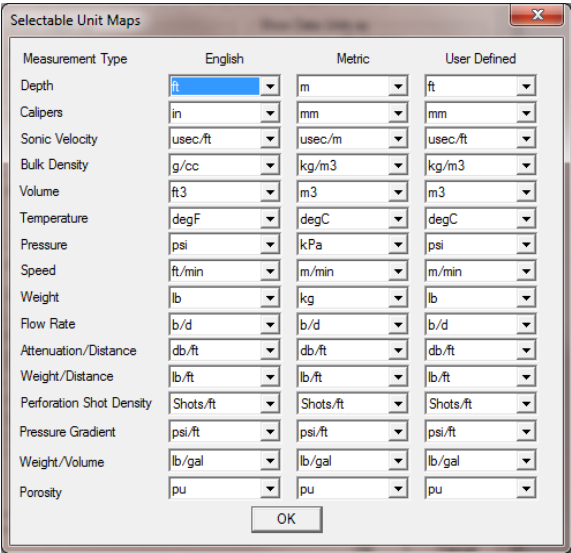 Selectable Unit Maps
Measurement Type English Metric User Defined
Depth ft m ft
Calipers in mm mm
Sonic Velocity usec/ft usec/m usec/ft
Bulk Density g/cc kg/m3 kg/m3
Volume ft3 m3 m3
Temperature degF degC degC
Pressure psi kPa psi
Speed ft/min m/min m/min
Weight lb kg lb
Flow Rate b/d b/d b/d
Attenuation/Distance db/ft db/ft db/ft
Weight/Distance lb/ft lb/ft lb/ft
Perforation Shot Density Shots/ft Shots/ft Shots/ft
Pressure Gradient psi/ft psi/ft psi/ft
Weight/Volume lb/gal lb/gal lb/gal
Porosity pu pu pu
OK